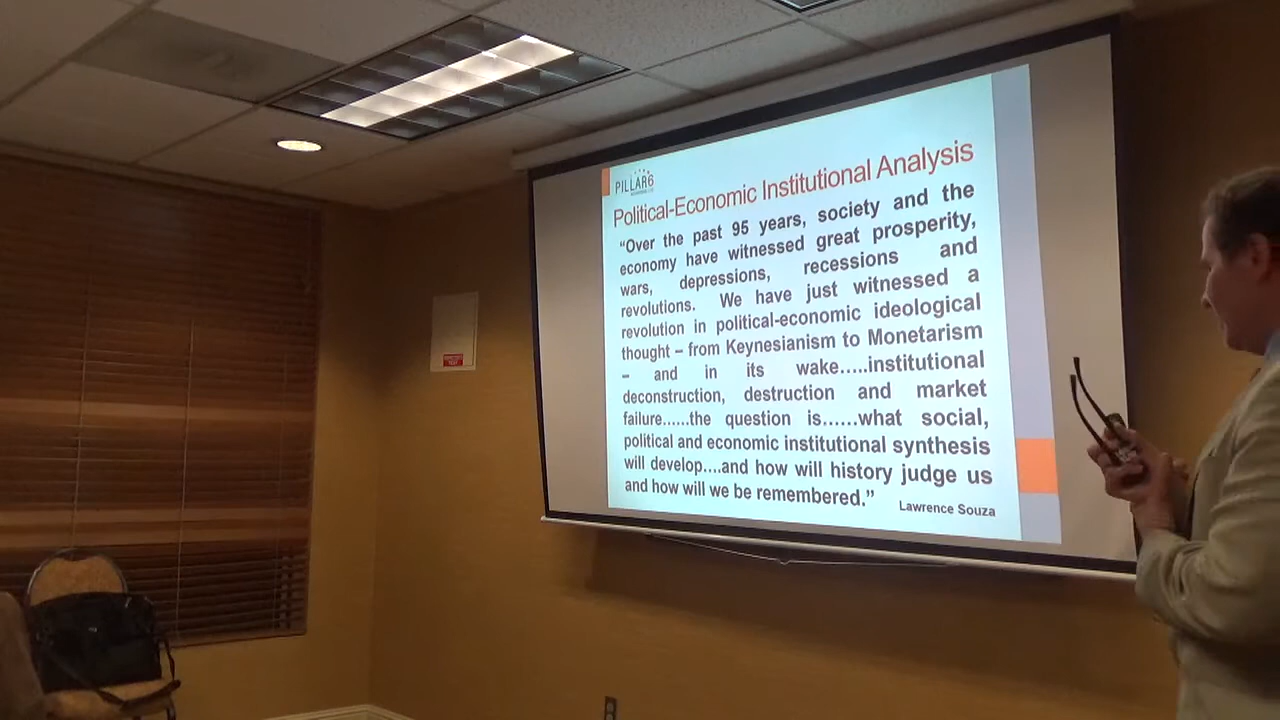 PILLAR6
Political-Economic Institutional Analysis
“Over the past 95 years, society and the
economy have witnessed great prosperity,
wars, depressions, recessions and
revolutions. We have just witnessed a
revolution in political-economic ideological
thought – from Keynesianism to Monetarism
– and in its wake…..institutional
deconstruction, destruction and market
failure……the question is……what social,
political and economic institutional synthesis
will develop….and how will history judge us
and how will we be remembered.”
Lawrence Souza